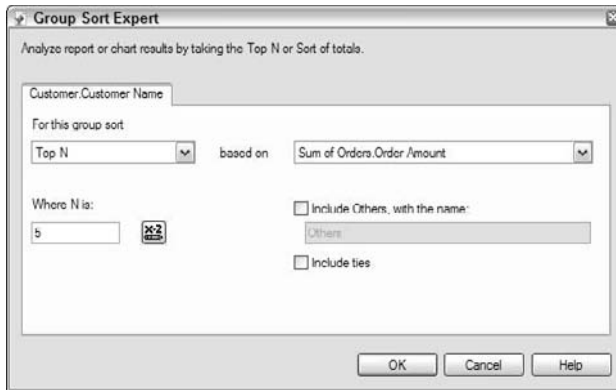 Group Sort Expert
Analyze report or chart results by taking the Top N or Sort of totals.
Customer.Customer Name
For this group sort
Top N based on Sum of Orders.Order Amount
Where N is: Include Others, with the name:
5 X-2 Others
Include ties
OK Cancel Help